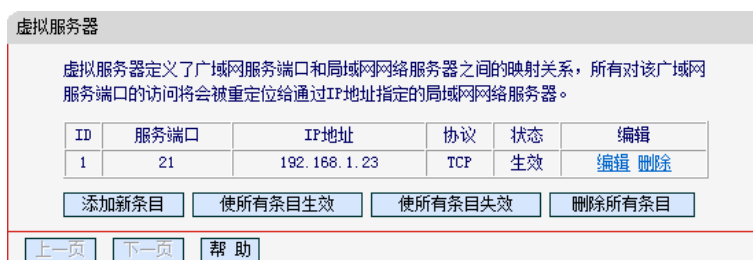 虚拟服务器
虚拟服务器定义了广域网服务端口和局域网网络服务器之间的映射关系，所有对该广域网
服务端口的访问将会被重定位给通过IP地址指定的局域网网络服务器。
ID 服务端口 IP地址 协议 状态 编辑
1 21 192.168.1.23 TCP 生效 编辑 删除
添加新条目 使所有条目生效 使所有条目失效 删除所有条目
上一页 下一页 帮 助